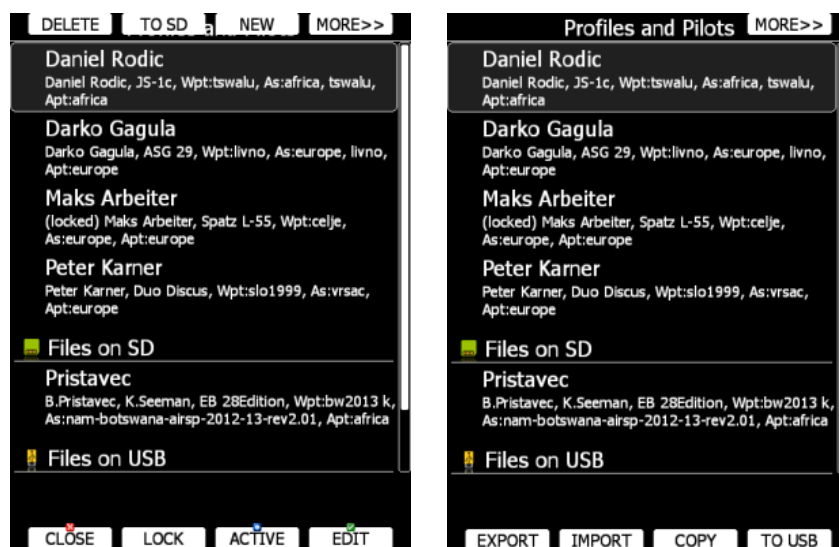 DELETE TO SD NEW MORE>>
Profiles and Pilots
Daniel Rodic
Daniel Rodic, JS-1c, Wpt:tswalu, As:africa, tswalu,
Apt:africa
Darko Gagula
Darko Gagula, ASG 29, Wpt:livno, As:europe, livno,
Apt:europe
Maks Arbeiter
(locked) Maks Arbeiter, Spatz L-55, Wpt:celje,
As:europe, Apt:europe
Peter Karner
Peter Karner, Duo Discus, Wpt:slo1999, As:vrsac,
Apt:europe
Files on SD
Pristavec
B.Pristavec, K.Seeman, EB 28Edition, Wpt:bw2013 k,
As:nam-botswana-airsp-2012-13-rev2.01, Apt:africa
Files on USB
CLOSE LOCK ACTIVE EDIT
Profiles and Pilots MORE>>
Daniel Rodic
Daniel Rodic, JS-1c, Wpt:tswalu, As:africa, tswalu,
Apt:africa
Darko Gagula
Darko Gagula, ASG 29, Wpt:livno, As:europe, livno,
Apt:europe
Maks Arbeiter
(locked) Maks Arbeiter, Spatz L-55, Wpt:celje,
As:europe, Apt:europe
Peter Karner
Peter Karner, Duo Discus, Wpt:slo1999, As:vrsac,
Apt:europe
Files on SD
Pristavec
B.Pristavec, K.Seeman, EB 28Edition, Wpt:bw2013 k,
As:nam-botswana-airsp-2012-13-rev2.01, Apt:africa
Files on USB
EXPORT IMPORT COPY TO USB